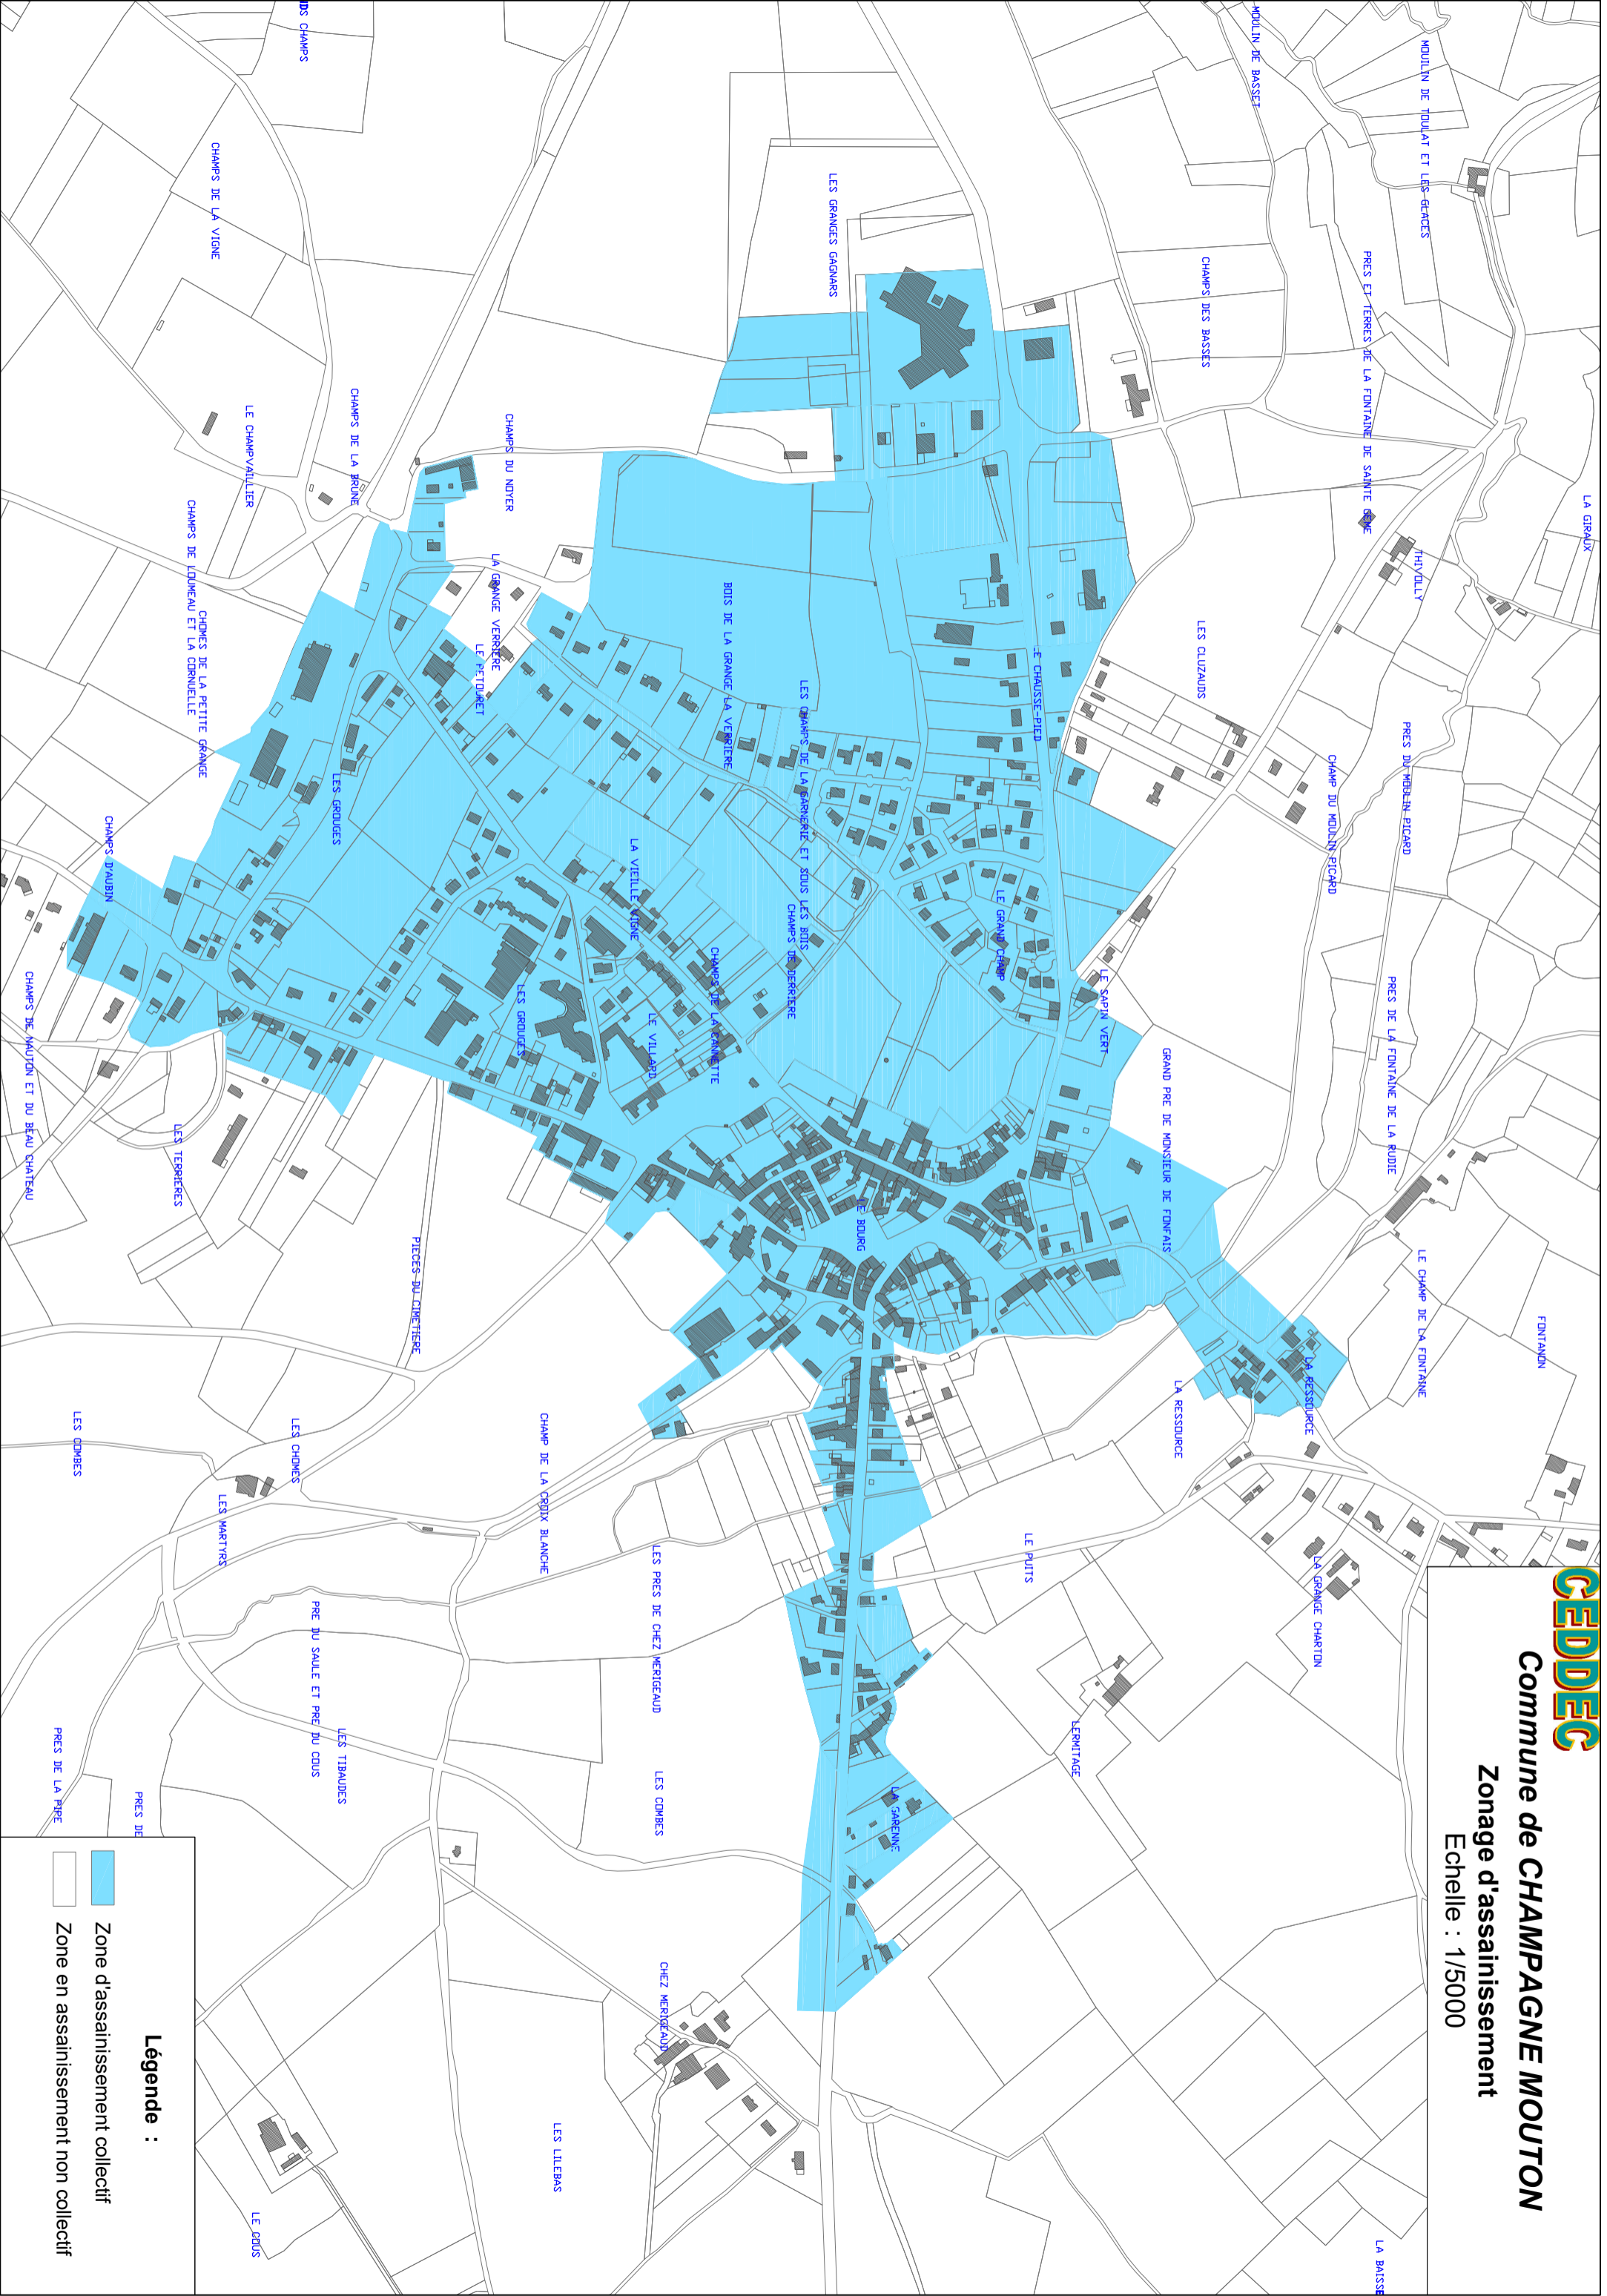 CEDDEC
Commune de CHAMPAGNE MOUTON
Zonage d'assainissement
Echelle : 1/5000
MOUILIN DE TOULAT ET LES GLACES
MOULIN DE BASSET
PRES ET TERRES DE LA FONTAINE DE SAINTE GEME
CHAMPS DES BASSES
LES GRANGES GAGNARS
CHAMPS DE LA VIGNE
DS CHAMPS
LA GIRAUX
THIVOLLY
LES CLUZAUDS
PRES DU MOULIN PICARD
CHAMP DU MOULIN PICARD
LE CHAUSSE-PIED
CHAMPS DU NOYER
CHAMPS DE LA BRUNE
LE CHAMPVAILLIER
CHAMPS DE LOUMEAU ET LA CORNUELLE
CHOMES DE LA PETITE GRANGE
LA GRANGE VERRIERE
LE PETOURET
BOIS DE LA GRANGE LA VERRIERE
LES CHAMPS DE LA GARNERIE ET SOUS LES BOIS
CHAMPS DE DERRIERE
LA VIEILLE VIGNE
LES GROUGES
CHAMPS D'AUBIN
LE GRAND CHAMP
LE SAPIN VERT
CHAMPS DE LA CANNETTE
LE VILLARD
LES GROUGES
CHAMPS DE NAUTON ET DU BEAU CHATEAU
LES TERRIERES
PRES DE LA FONTAINE DE LA RUDIE
GRAND PRE DE MONSIEUR DE FONFAIS
LE BOURG
PIECES DU CIMETIERE
LE CHAMP DE LA FONTAINE
FONTANON
LA RESSOURCE
LA RESSOURCE
CHAMP DE LA CROIX BLANCHE
LES CHOMES
LES COMBES
LES MARTYRS
LE PUITS
LA GRANGE CHARTON
LES PRES DE CHEZ MERIGEAUD
PRE DU SAULE ET PRE DU COUS
LES TIBAUDES
PRES DE LA PIPE
PRES DE
LERMITAGE
LES COMBES
LA GARENNE
CHEZ MERIGEAUD
LES LILEBAS
LE COUS
LA BAISSE
Légende :
Zone d'assainissement collectif
Zone en assainissement non collectif